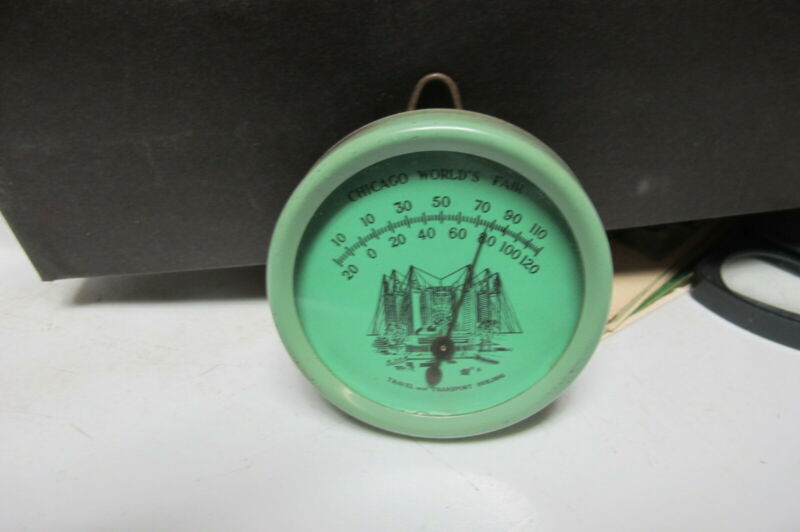 CHICAGO WORLD'S FAIR
10 10 30 50 70 90 110
20 0 20 40 60 80 100 120
TRAVEL AND TRANSPORT BUILDING